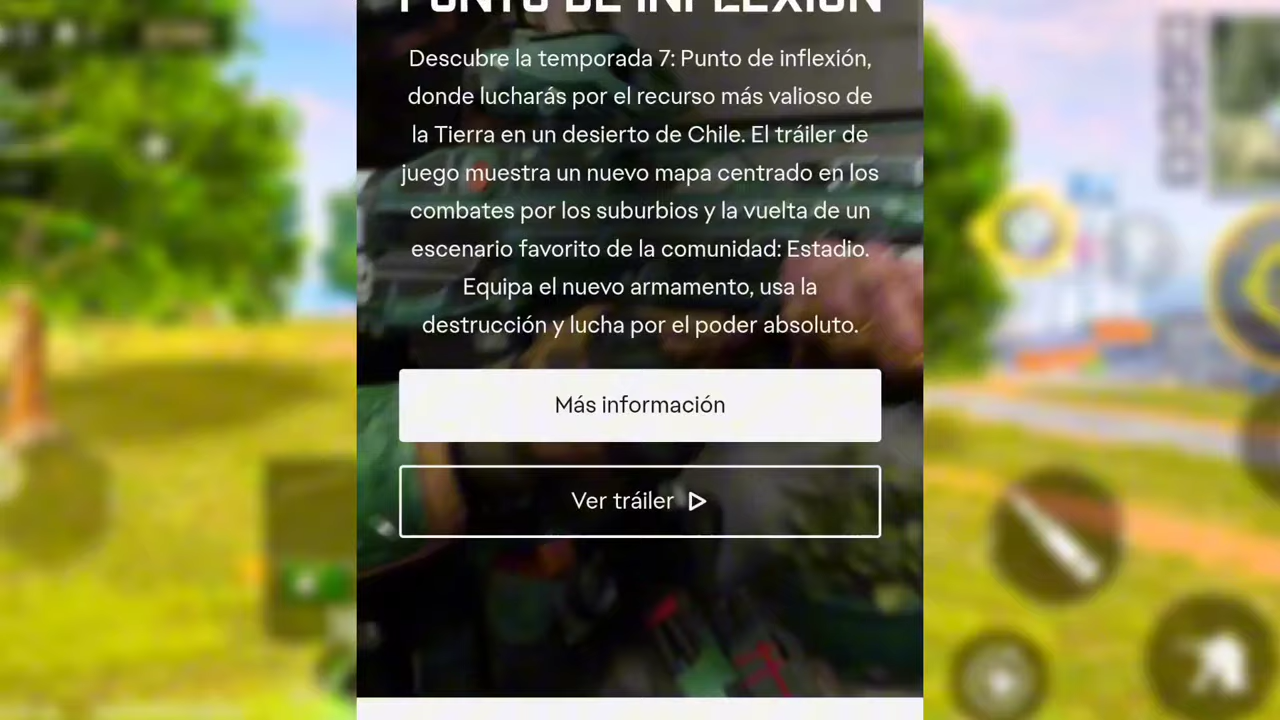 PUNTO DE INFLEXIÓN
Descubre la temporada 7: Punto de inflexión,
donde lucharás por el recurso más valioso de
la Tierra en un desierto de Chile. El tráiler de
juego muestra un nuevo mapa centrado en los
combates por los suburbios y la vuelta de un
escenario favorito de la comunidad: Estadio.
Equipa el nuevo armamento, usa la
destrucción y lucha por el poder absoluto.
Más información
Ver tráiler